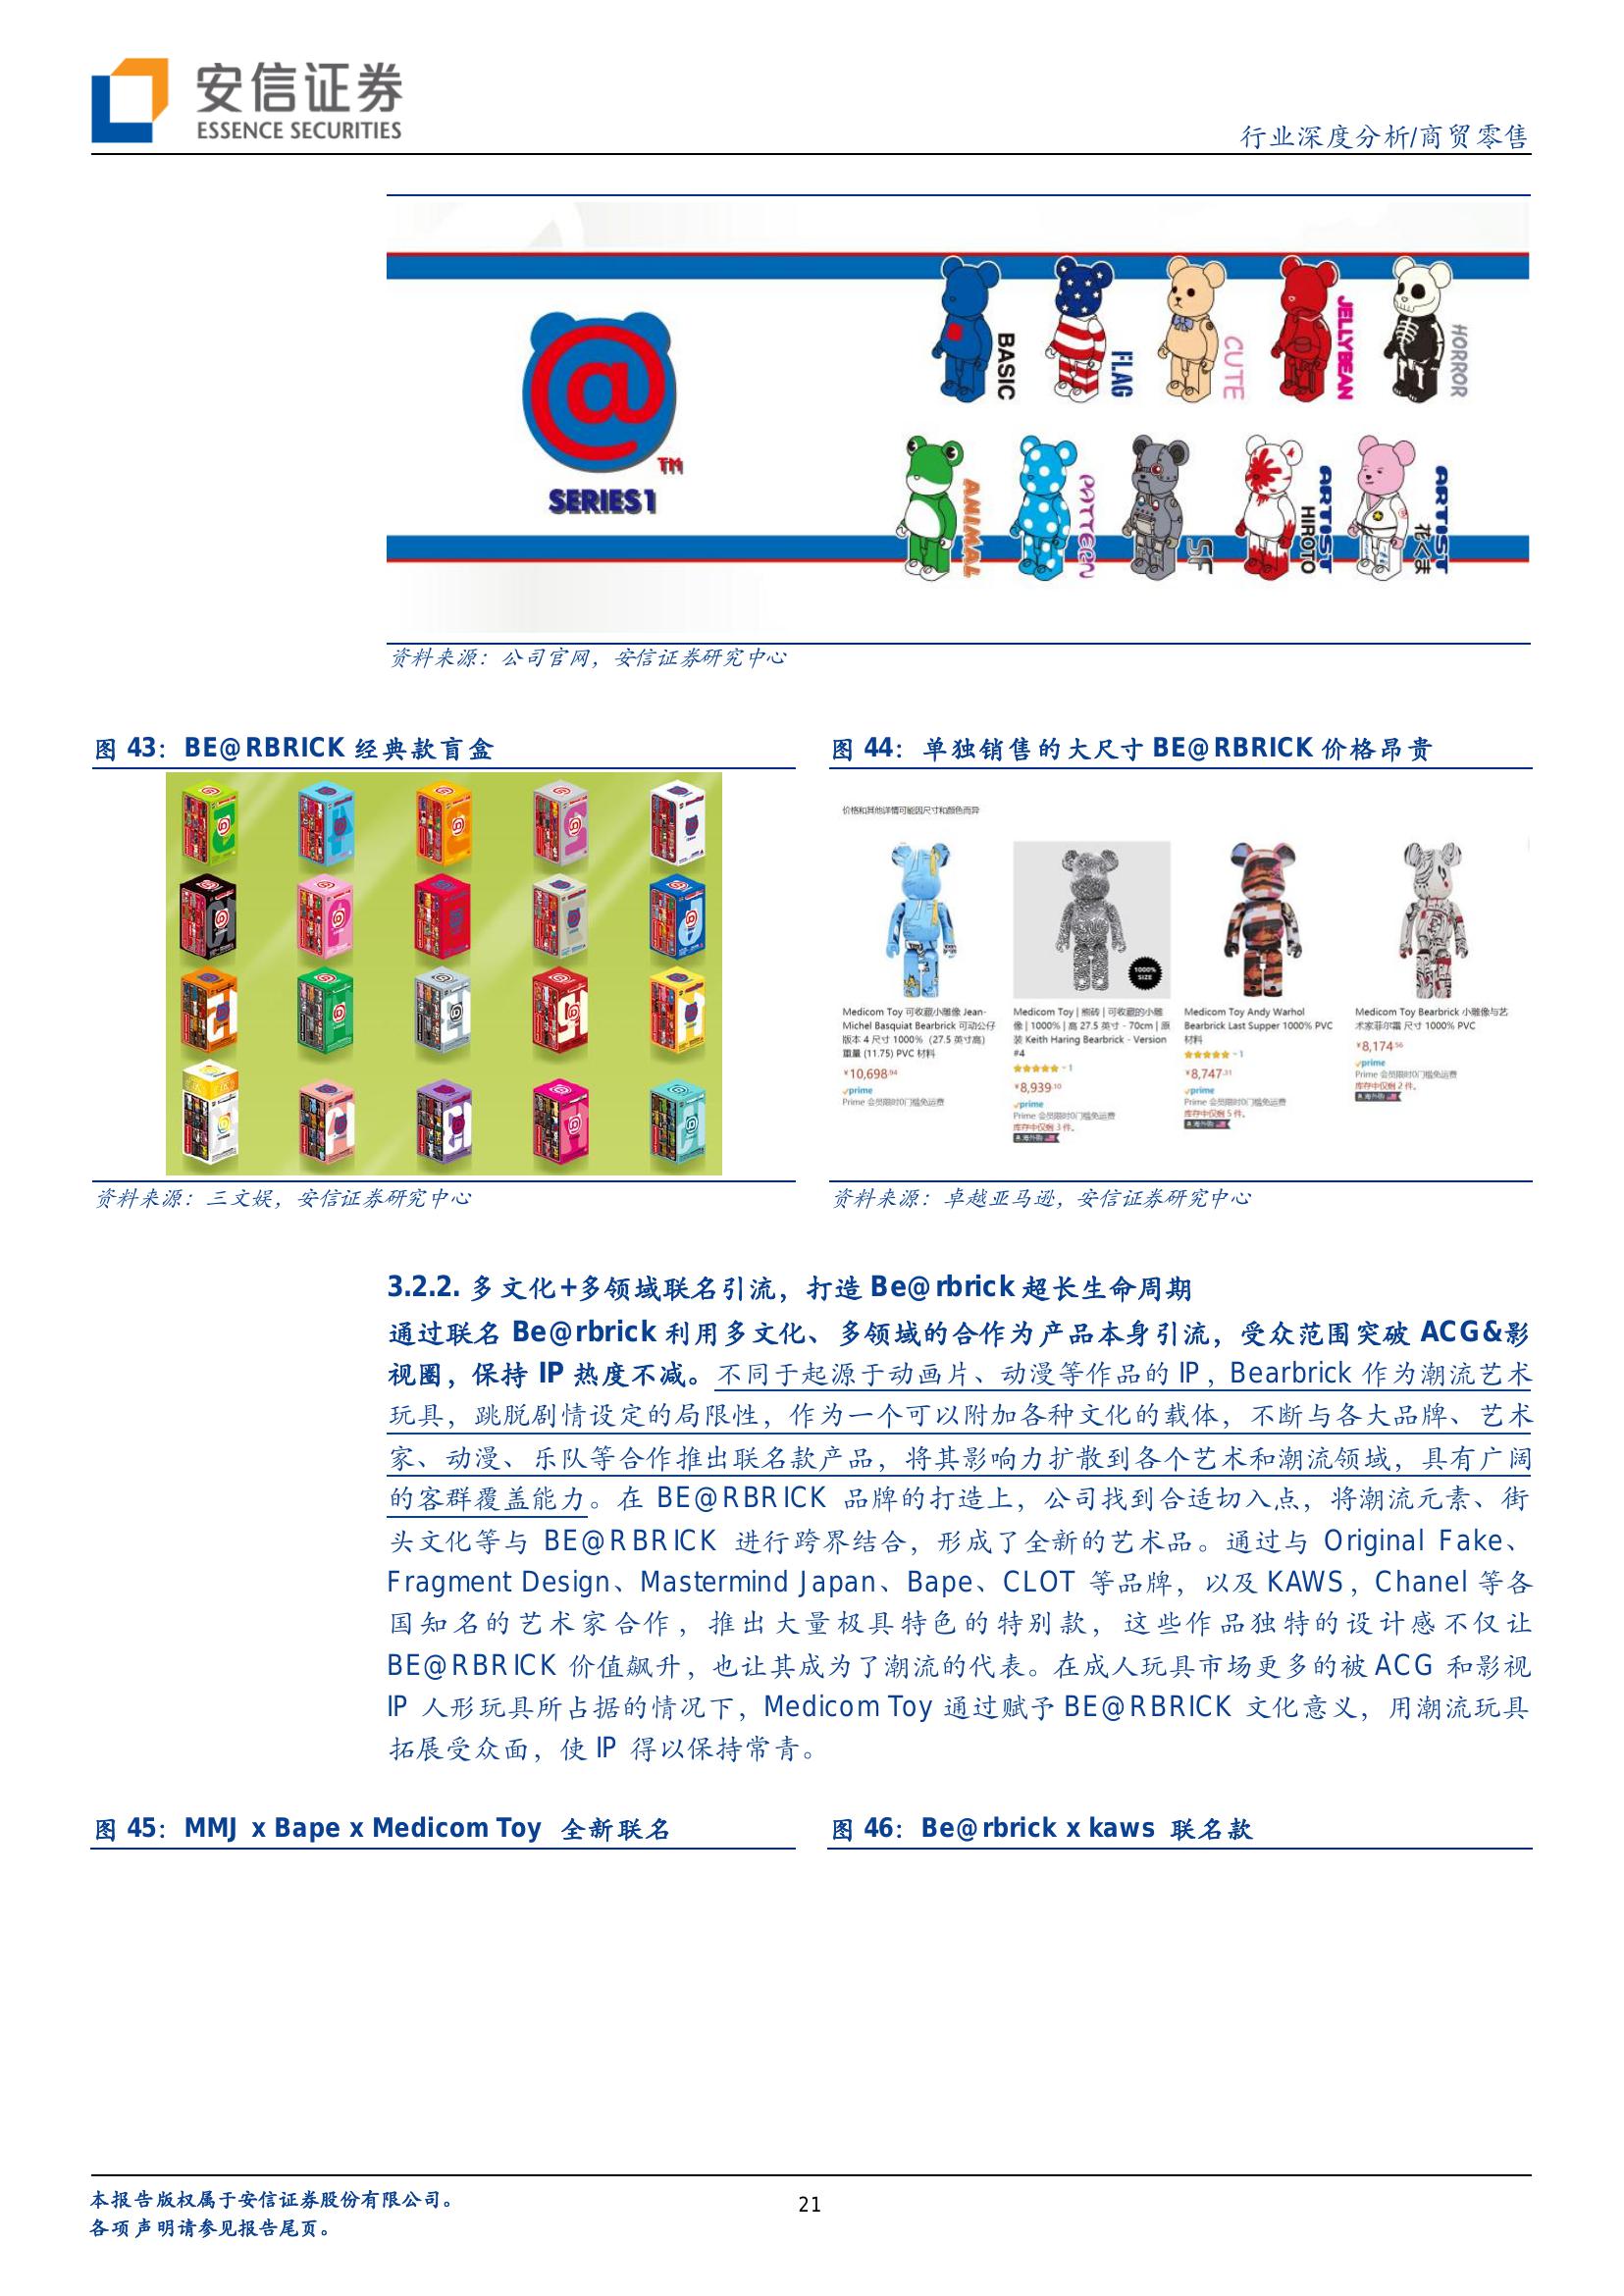 安信证券
ESSENCE SECURITIES
行业深度分析/商贸零售
@
TM
SERIES1
BASIC
FLAG
CUTE
JELLYBEAN
HORROR
ANIMAL
PATTEEN
SF
ARTIST
HIROTO
ARTIST
花くま
资料来源：公司官网，安信证券研究中心
图 43：BE@RBRICK 经典款盲盒
图 44：单独销售的大尺寸 BE@RBRICK 价格昂贵
价格和其他详情可能因尺寸和颜色而异
1000%
SIZE
Medicom Toy 可收藏小雕像 Jean-
Michel Basquiat Bearbrick 可动公仔
版本 4 尺寸 1000%（27.5 英寸高）
重量 (11.75) PVC 材料
¥10,698.94
prime
Prime 会员限时0门槛免运费
Medicom Toy | 熊砖 | 可收藏的小雕
像 | 1000% | 高 27.5 英寸 - 70cm | 原
装 Keith Haring Bearbrick - Version
#4
1
¥8,939.10
prime
Prime 会员限时0门槛免运费
库存中仅剩 3 件。
海外购
Medicom Toy Andy Warhol
Bearbrick Last Supper 1000% PVC
材料
1
¥8,747.31
prime
Prime 会员限时0门槛免运费
库存中仅剩 5 件。
海外购
Medicom Toy Bearbrick 小雕像与艺
术家菲尔霜 尺寸 1000% PVC
¥8,174.56
prime
Prime 会员限时0门槛免运费
库存中仅剩 2 件。
海外购
资料来源：三文娱，安信证券研究中心
资料来源：卓越亚马逊，安信证券研究中心
3.2.2. 多文化+多领域联名引流，打造 Be@rbrick 超长生命周期
通过联名 Be@rbrick 利用多文化、多领域的合作为产品本身引流，受众范围突破 ACG&影
视圈，保持 IP 热度不减。不同于起源于动画片、动漫等作品的 IP，Bearbrick 作为潮流艺术
玩具，跳脱剧情设定的局限性，作为一个可以附加各种文化的载体，不断与各大品牌、艺术
家、动漫、乐队等合作推出联名款产品，将其影响力扩散到各个艺术和潮流领域，具有广阔
的客群覆盖能力。在 BE@RBRICK 品牌的打造上，公司找到合适切入点，将潮流元素、街
头文化等与 BE@RBRICK 进行跨界结合，形成了全新的艺术品。通过与 Original Fake、
Fragment Design、Mastermind Japan、Bape、CLOT 等品牌，以及 KAWS，Chanel 等各
国知名的艺术家合作，推出大量极具特色的特别款，这些作品独特的设计感不仅让
BE@RBRICK 价值飙升，也让其成为了潮流的代表。在成人玩具市场更多的被 ACG 和影视
IP 人形玩具所占据的情况下，Medicom Toy 通过赋予 BE@RBRICK 文化意义，用潮流玩具
拓展受众面，使 IP 得以保持常青。
图 45：MMJ x Bape x Medicom Toy 全新联名
图 46：Be@rbrick x kaws 联名款
本报告版权属于安信证券股份有限公司。
各项声明请参见报告尾页。
21